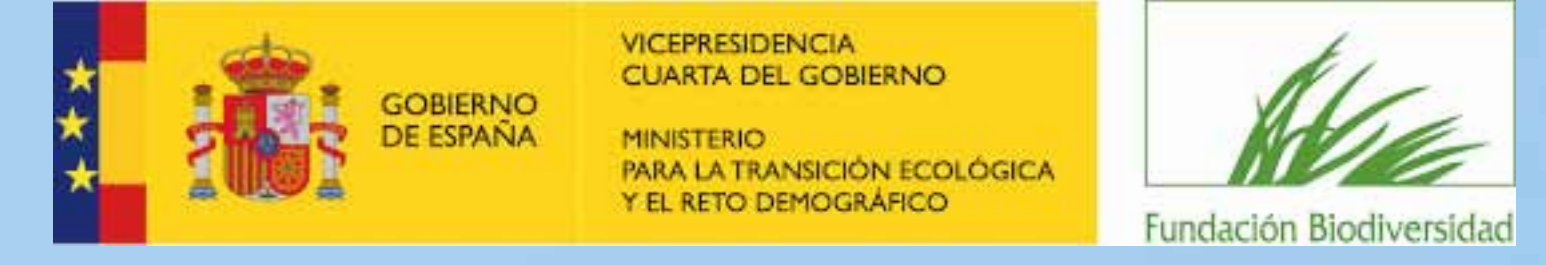 GOBIERNO
DE ESPAÑA
VICEPRESIDENCIA
CUARTA DEL GOBIERNO
MINISTERIO
PARA LA TRANSICIÓN ECOLÓGICA
Y EL RETO DEMOGRÁFICO
Fundación Biodiversidad